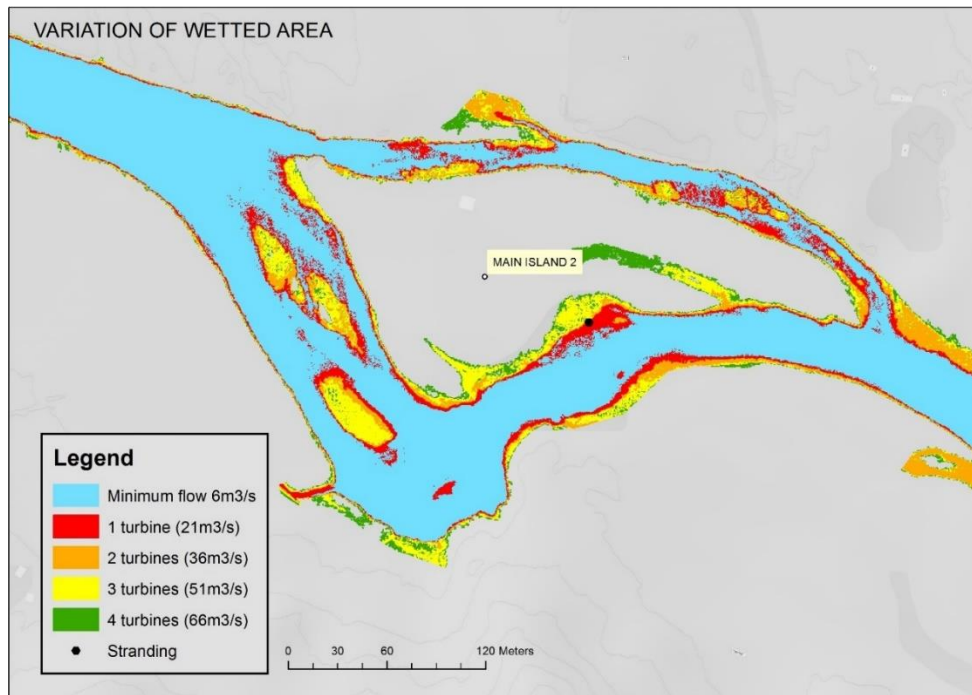 VARIATION OF WETTED AREA
MAIN ISLAND 2
Legend
Minimum flow 6m3/s
1 turbine (21m3/s)
2 turbines (36m3/s)
3 turbines (51m3/s)
4 turbines (66m3/s)
Stranding
0 30 60 120 Meters